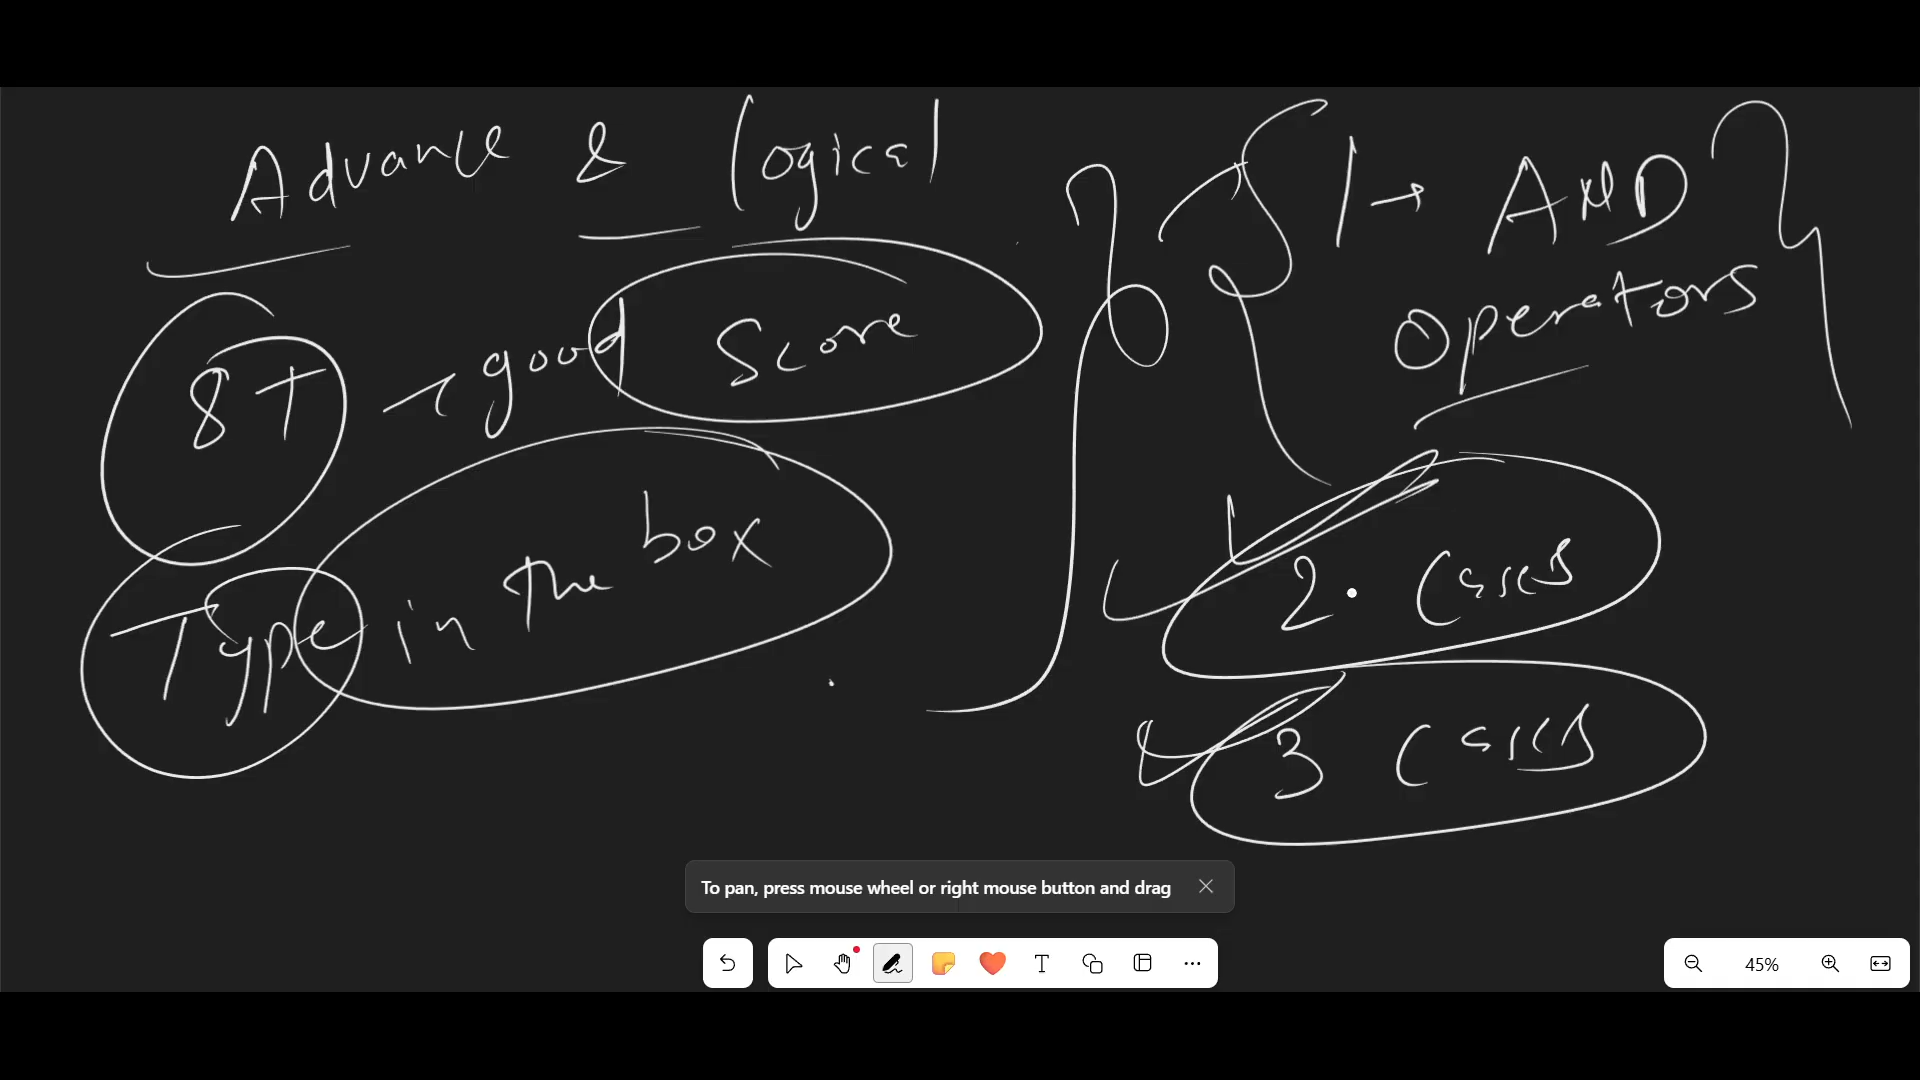 Advance & logical
8+ → good score
Type in the box
1 → AND
operators
2 cases
3 cases
To pan, press mouse wheel or right mouse button and drag
45%